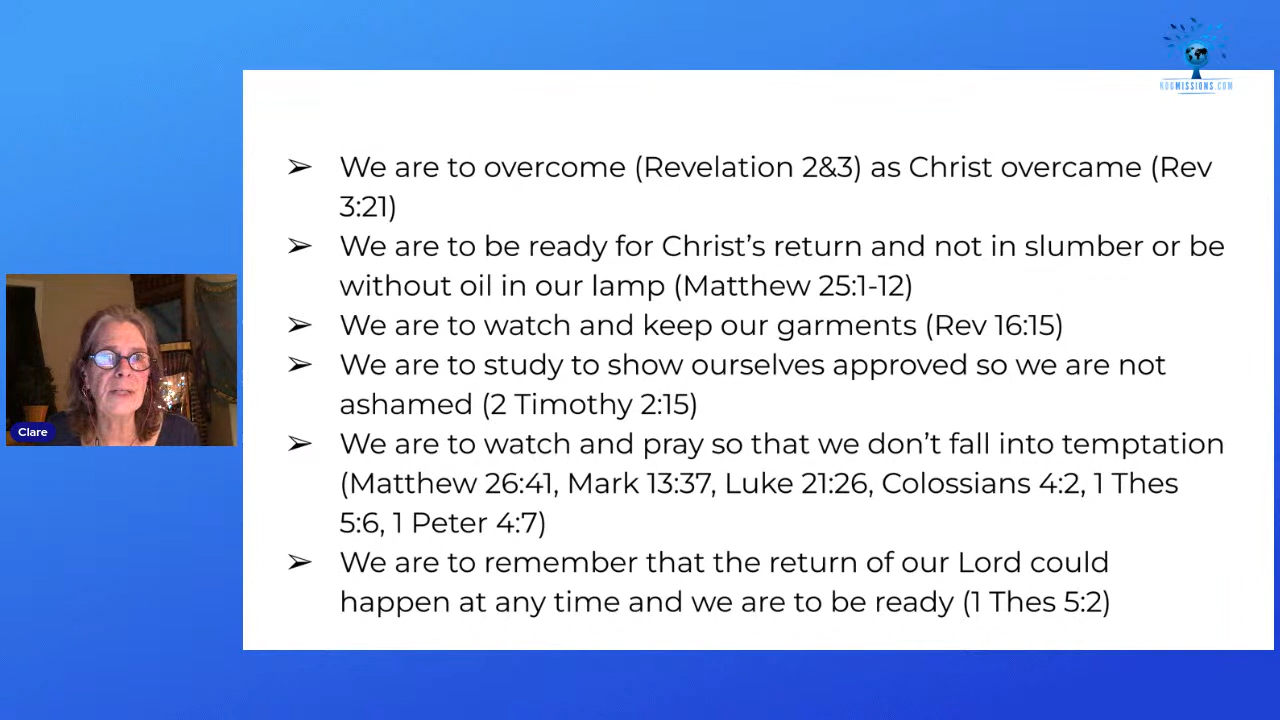 KOGMISSIONS.COM
➢ We are to overcome (Revelation 2&3) as Christ overcame (Rev
3:21)
➢ We are to be ready for Christ’s return and not in slumber or be
without oil in our lamp (Matthew 25:1-12)
➢ We are to watch and keep our garments (Rev 16:15)
➢ We are to study to show ourselves approved so we are not
ashamed (2 Timothy 2:15)
➢ We are to watch and pray so that we don’t fall into temptation
(Matthew 26:41, Mark 13:37, Luke 21:26, Colossians 4:2, 1 Thes
5:6, 1 Peter 4:7)
➢ We are to remember that the return of our Lord could
happen at any time and we are to be ready (1 Thes 5:2)
Clare